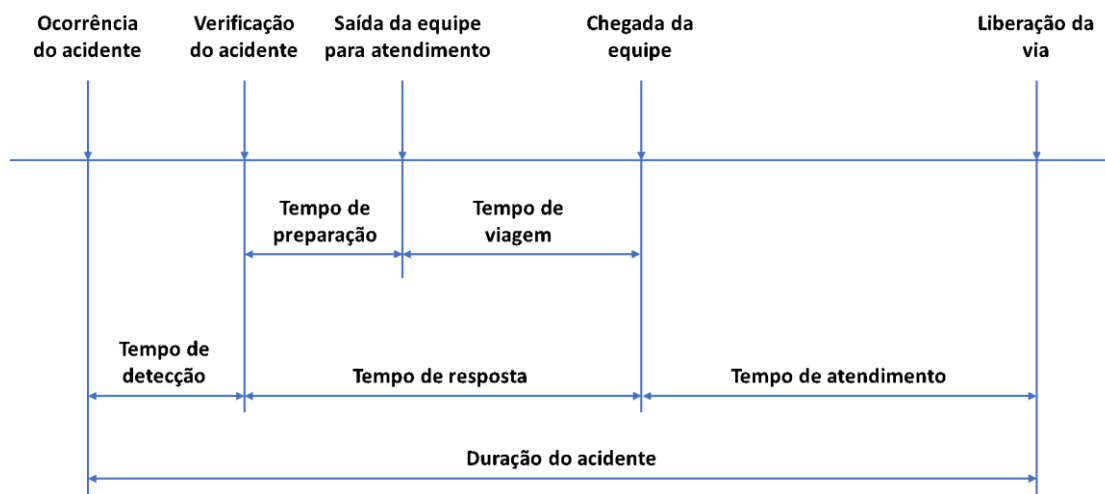 Ocorrência
do acidente
Verificação
do acidente
Saída da equipe
para atendimento
Chegada da
equipe
Liberação da
via
Tempo de
preparação
Tempo de
viagem
Tempo de
detecção
Tempo de resposta
Tempo de atendimento
Duração do acidente